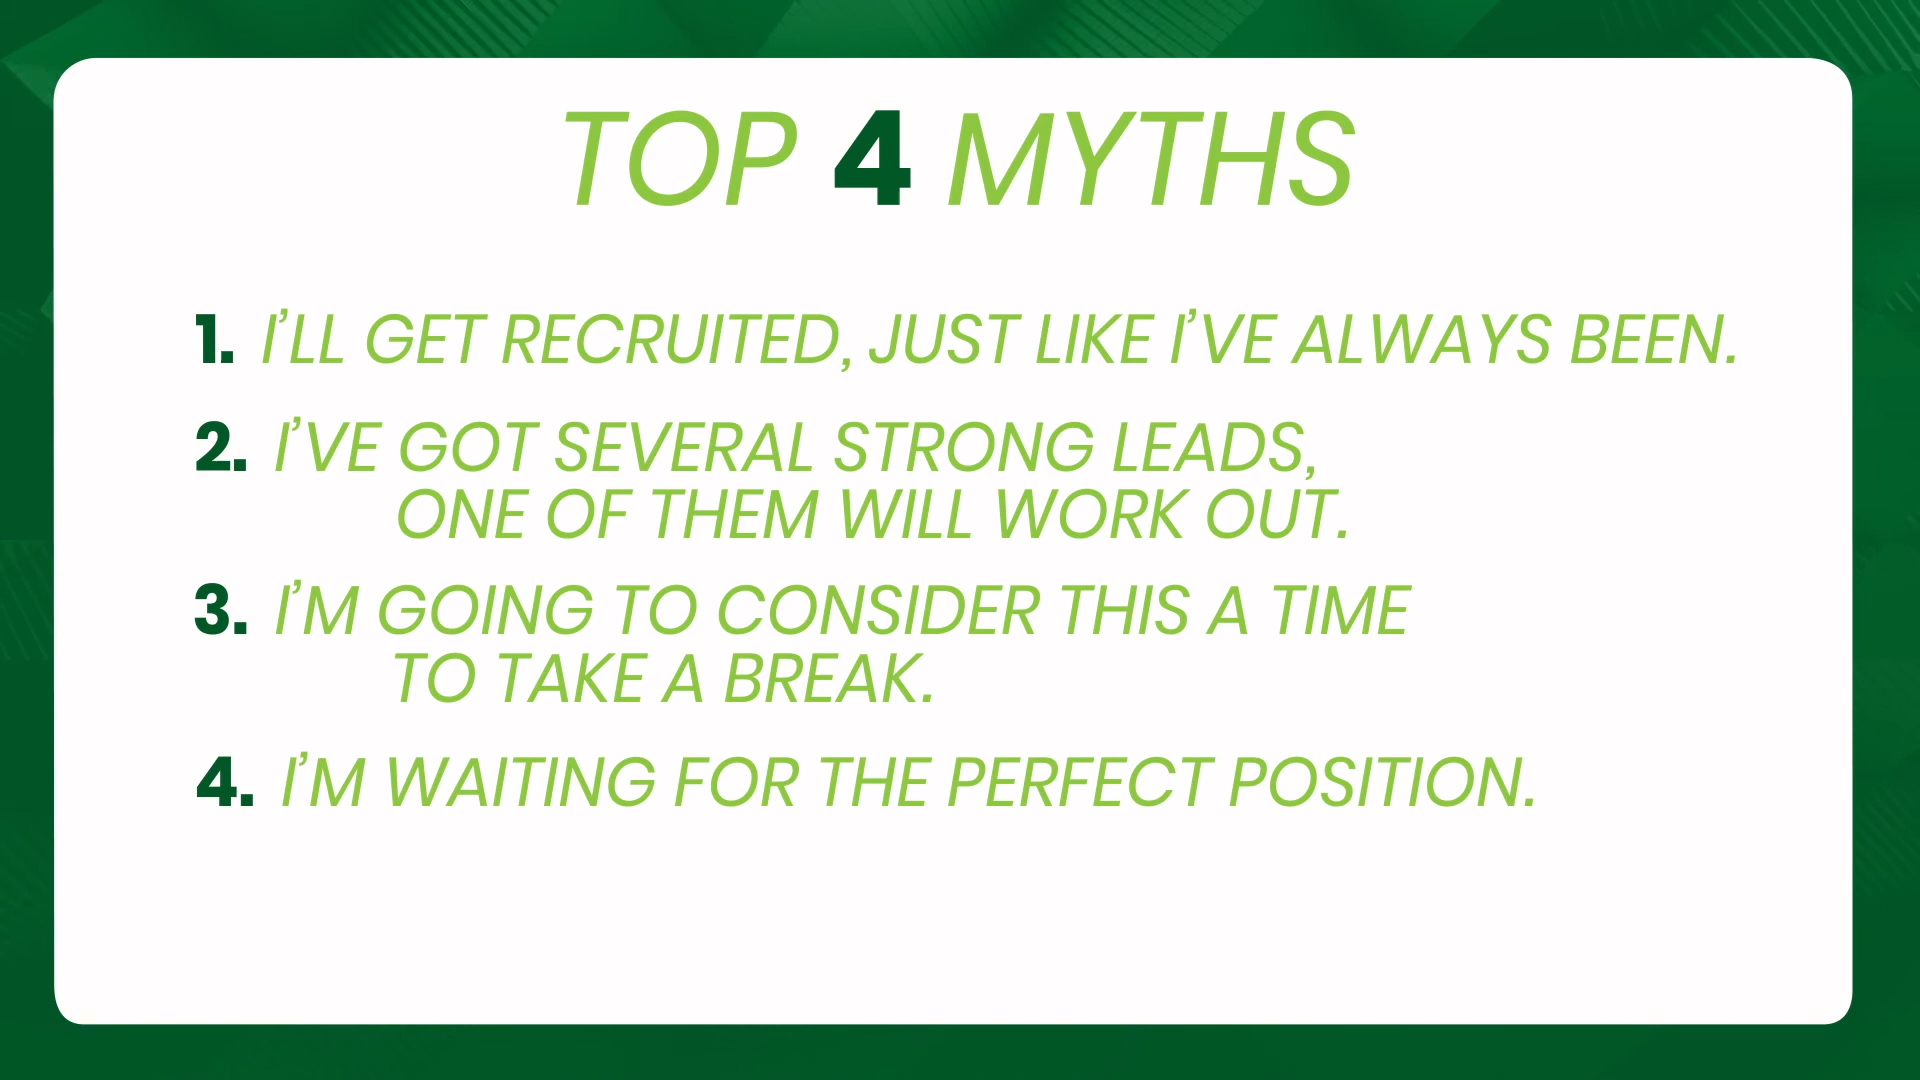 TOP 4 MYTHS
1. I’LL GET RECRUITED, JUST LIKE I’VE ALWAYS BEEN.
2. I’VE GOT SEVERAL STRONG LEADS,
ONE OF THEM WILL WORK OUT.
3. I’M GOING TO CONSIDER THIS A TIME
TO TAKE A BREAK.
4. I’M WAITING FOR THE PERFECT POSITION.